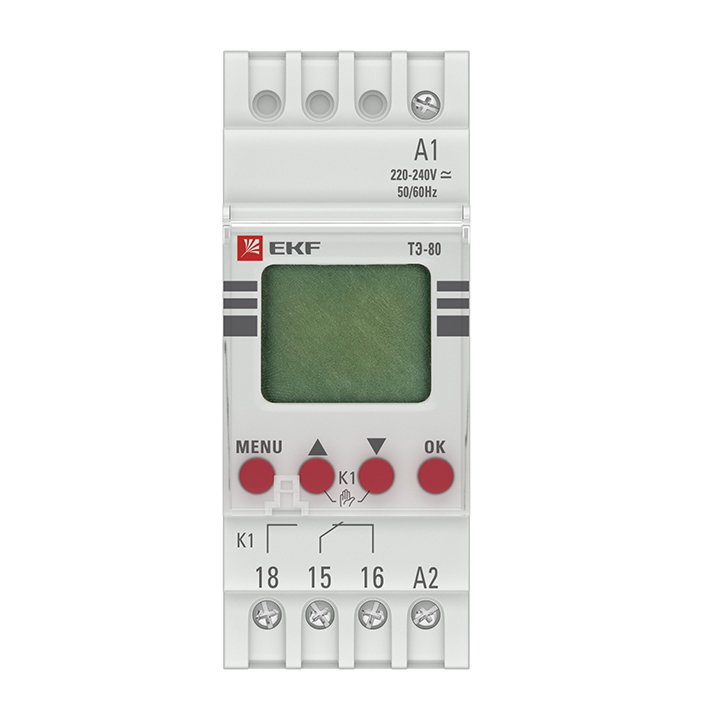 A1
220-240V ≃
50/60Hz
EKF ТЭ-80
MENU ▲ ▼ OK
K1
K1
18 15 16 A2